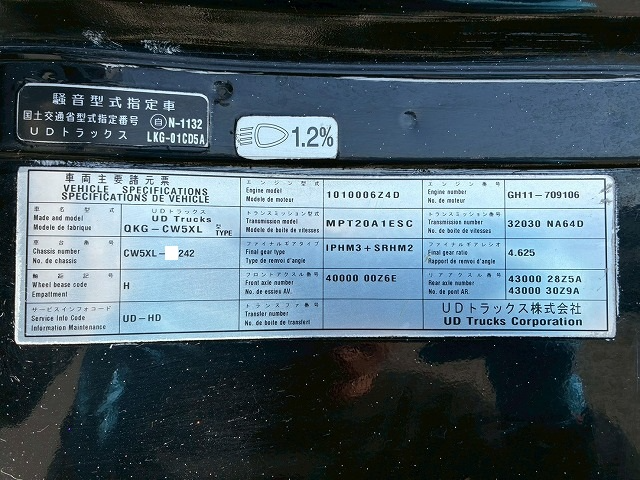 騒音型式指定車
国土交通省型式指定番号 自 N-1132
UDトラックス LKG-01CD5A
1.2%
車両主要諸元票
VEHICLE SPECIFICATIONS
SPECIFICATIONS DE VEHICLE
エンジン型式
Engine model
Modele de moteur
1010006Z4D
エンジン番号
Engine number
GH11-709106
車名型式
Made and model
Modele de fabrique
UDトラックス
UD Trucks
QKG-CW5XL 型 TYPE
トランスミッション型式
Transmission model
Modele de boite de vitesses
MPT20A1ESC
トランスミッション番号
Transmission number
No. de boite de vitesses
32030 NA64D
車台番号
Chassis number
No. de chassis
CW5XL- 242
ファイナルギアタイプ
Final gear type
Type de renvoi d'angle
IPHM3+SRHM2
ファイナルギアレシオ
Final gear ratio
Rapport de renvoi d'angle
4.625
軸距記号
Wheel base code
Empattment
H
フロントアクスル番号
Front axle number
No. de essieu AV.
40000 00Z6E
リアアクスル番号
Rear axle number
No. de pont AR.
43000 28Z5A
43000 30Z9A
サービスインフォコード
Service Info Code
Information Maintenance
UD-HD
トランスファ番号
Transfer number
No. de boite de transferi
UDトラックス株式会社
UD Trucks Corporation